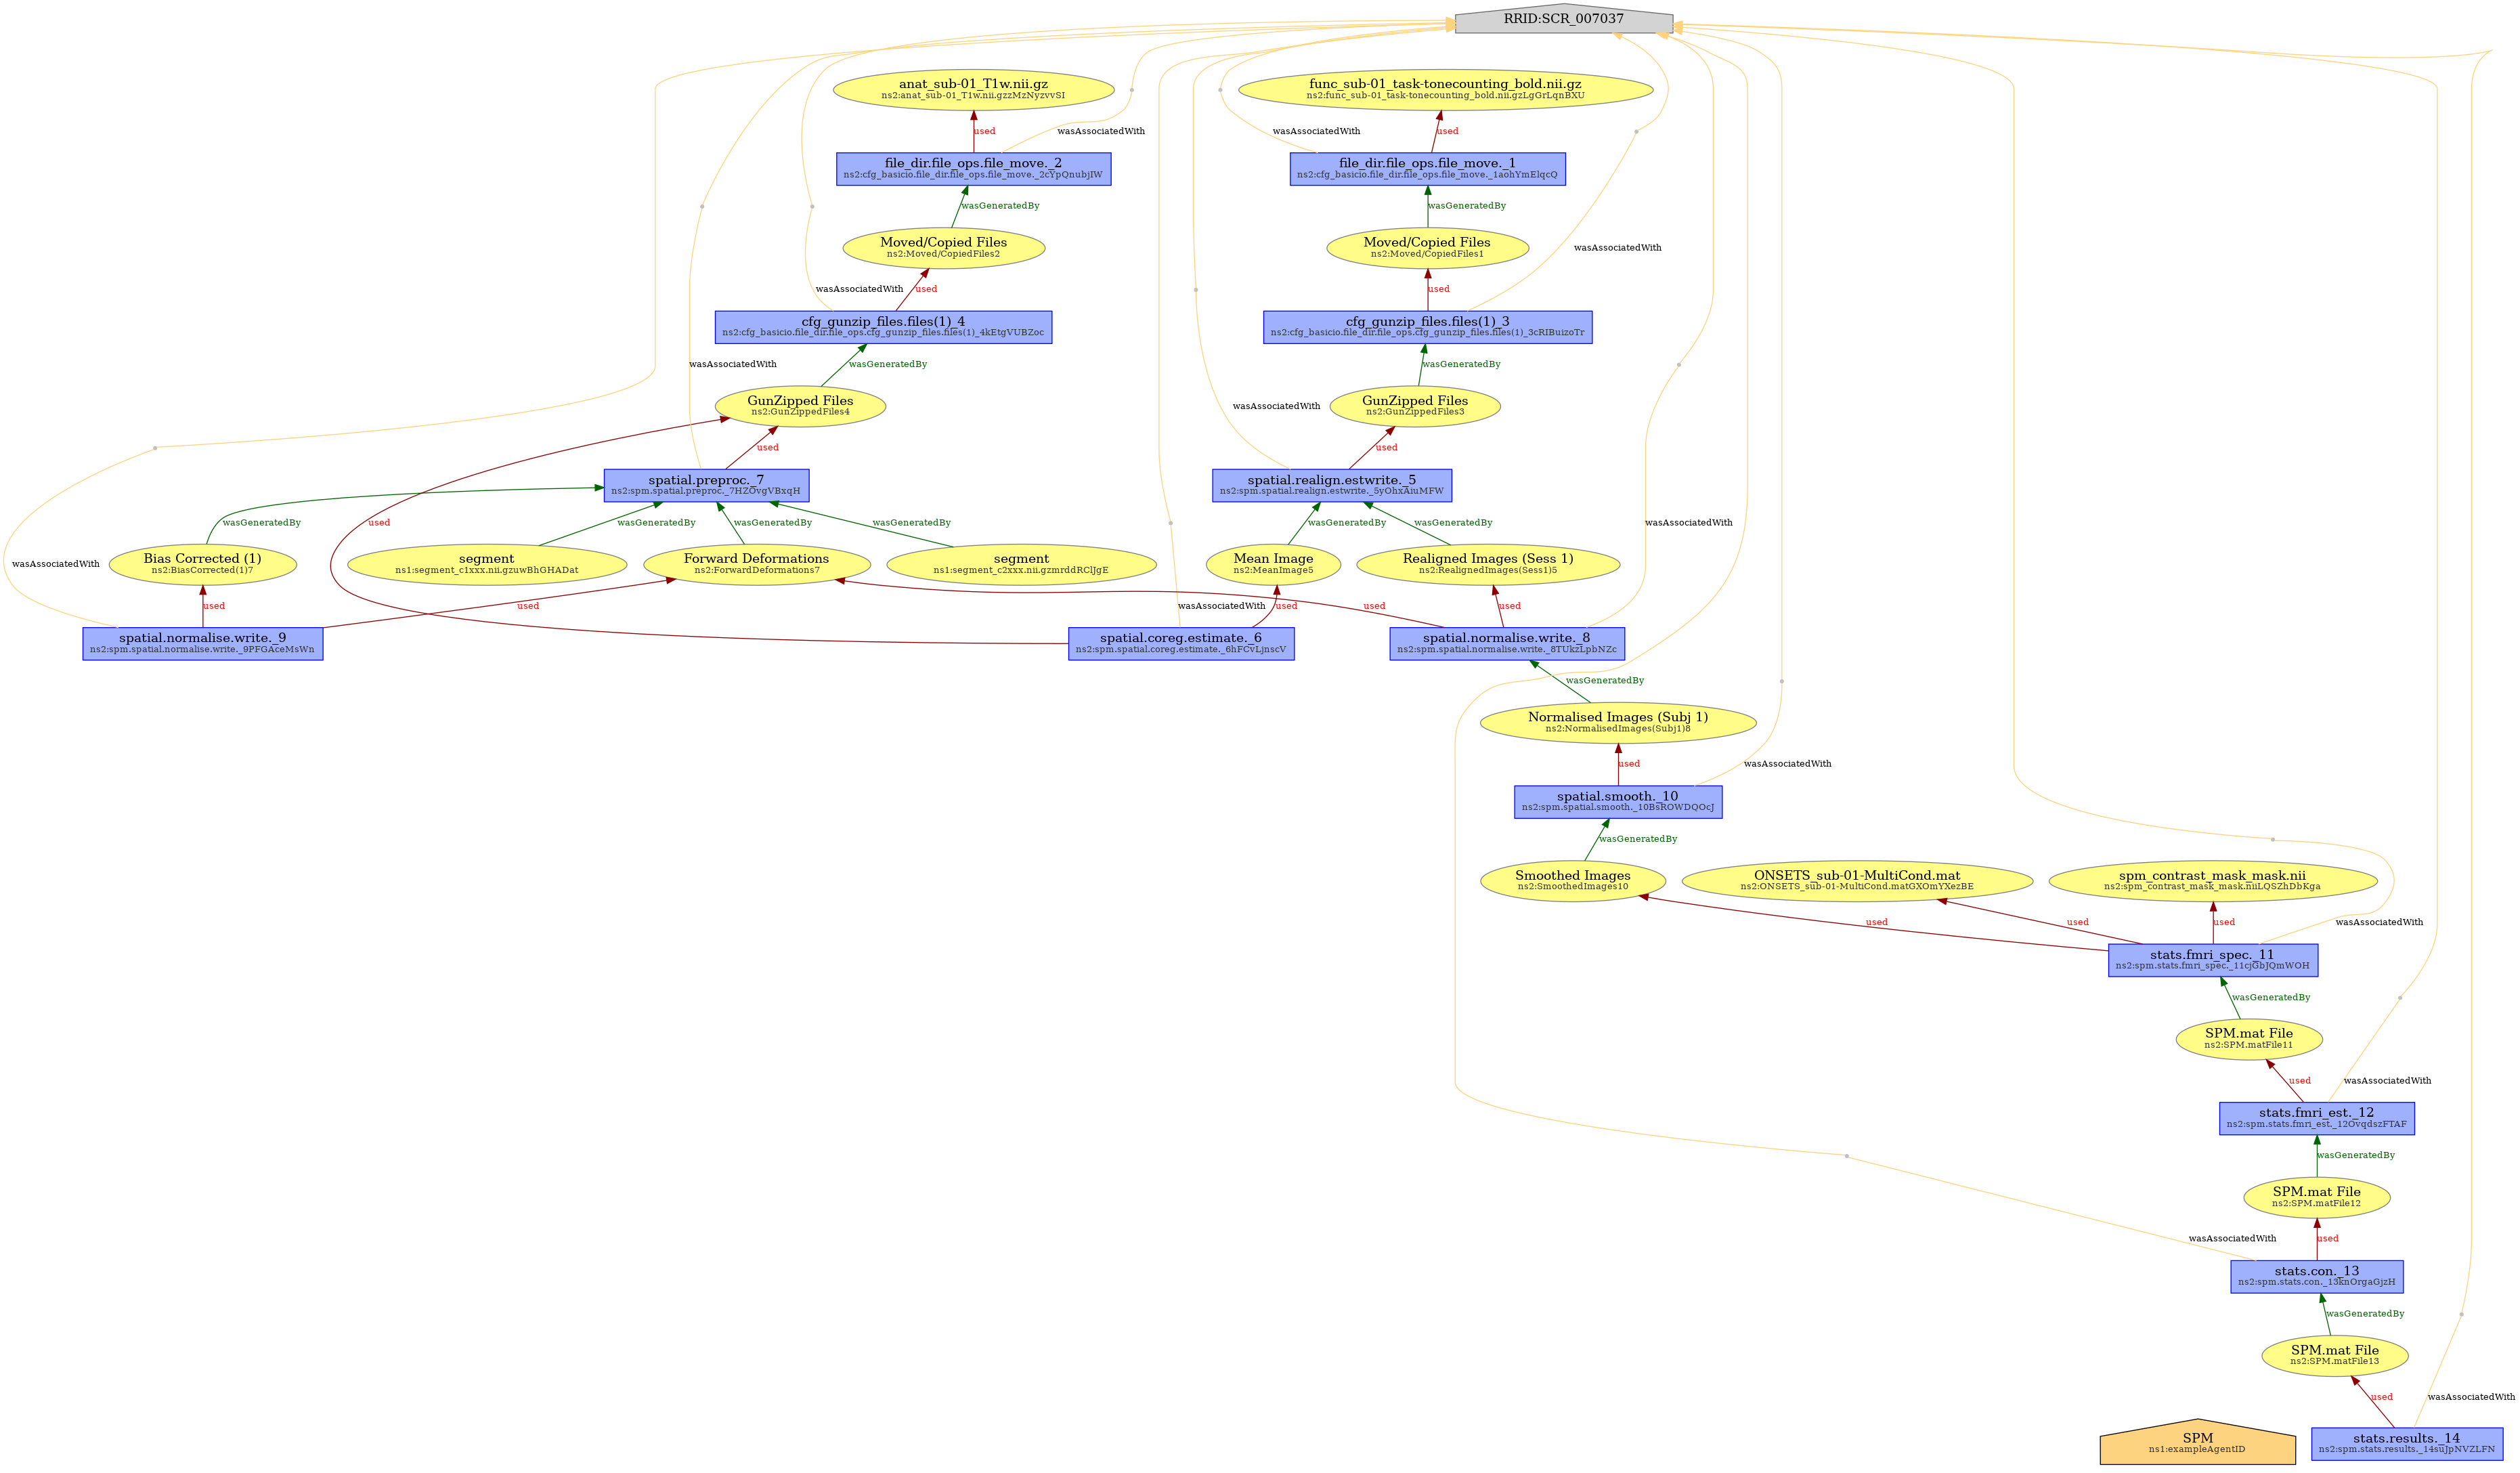 RRID:SCR_007037
anat_sub-01_T1w.nii.gz
ns2:anat_sub-01_T1w.nii.gzzMzNyzvvSI
func_sub-01_task-tonecounting_bold.nii.gz
ns2:func_sub-01_task-tonecounting_bold.nii.gzLgGrLqnBXU
used
wasAssociatedWith
wasAssociatedWith
used
file_dir.file_ops.file_move._2
ns2:cfg_basicio.file_dir.file_ops.file_move._2cYpQnubjIW
file_dir.file_ops.file_move._1
ns2:cfg_basicio.file_dir.file_ops.file_move._1aohYmElqcQ
wasGeneratedBy
wasGeneratedBy
Moved/Copied Files
ns2:Moved/CopiedFiles2
Moved/Copied Files
ns2:Moved/CopiedFiles1
wasAssociatedWith
wasAssociatedWith
used
used
cfg_gunzip_files.files(1)_4
ns2:cfg_basicio.file_dir.file_ops.cfg_gunzip_files.files(1)_4kEtgVUBZoc
cfg_gunzip_files.files(1)_3
ns2:cfg_basicio.file_dir.file_ops.cfg_gunzip_files.files(1)_3cRIBuizoTr
wasAssociatedWith
wasGeneratedBy
wasGeneratedBy
GunZipped Files
ns2:GunZippedFiles4
GunZipped Files
ns2:GunZippedFiles3
wasAssociatedWith
used
used
spatial.preproc._7
ns2:spm.spatial.preproc._7HZOvgVBxqH
spatial.realign.estwrite._5
ns2:spm.spatial.realign.estwrite._5yOhxAiuMFW
wasGeneratedBy
used
wasGeneratedBy
wasGeneratedBy
wasGeneratedBy
wasGeneratedBy
wasGeneratedBy
wasAssociatedWith
wasAssociatedWith
Bias Corrected (1)
ns2:BiasCorrected(1)7
segment
ns1:segment_c1xxx.nii.gzuwBhGHADat
Forward Deformations
ns2:ForwardDeformations7
segment
ns1:segment_c2xxx.nii.gzmrddRClJgE
Mean Image
ns2:MeanImage5
Realigned Images (Sess 1)
ns2:RealignedImages(Sess1)5
used
used
wasAssociatedWith
used
used
used
spatial.normalise.write._9
ns2:spm.spatial.normalise.write._9PFGAceMsWn
spatial.coreg.estimate._6
ns2:spm.spatial.coreg.estimate._6hFCvLjnscV
spatial.normalise.write._8
ns2:spm.spatial.normalise.write._8TUkzLpbNZc
wasGeneratedBy
Normalised Images (Subj 1)
ns2:NormalisedImages(Subj1)8
used
wasAssociatedWith
spatial.smooth._10
ns2:spm.spatial.smooth._10BsROWDQOcJ
wasGeneratedBy
Smoothed Images
ns2:SmoothedImages10
ONSETS_sub-01-MultiCond.mat
ns2:ONSETS_sub-01-MultiCond.matGXOmYXezBE
spm_contrast_mask_mask.nii
ns2:spm_contrast_mask_mask.niiLQSZhDbKga
used
used
used
wasAssociatedWith
stats.fmri_spec._11
ns2:spm.stats.fmri_spec._11cjGbJQmWOH
wasGeneratedBy
SPM.mat File
ns2:SPM.matFile11
used
wasAssociatedWith
stats.fmri_est._12
ns2:spm.stats.fmri_est._12OvqdszFTAF
wasGeneratedBy
SPM.mat File
ns2:SPM.matFile12
wasAssociatedWith
used
stats.con._13
ns2:spm.stats.con._13knOrgaGjzH
wasGeneratedBy
SPM.mat File
ns2:SPM.matFile13
used
wasAssociatedWith
SPM
ns1:exampleAgentID
stats.results._14
ns2:spm.stats.results._14suJpNVZLFN